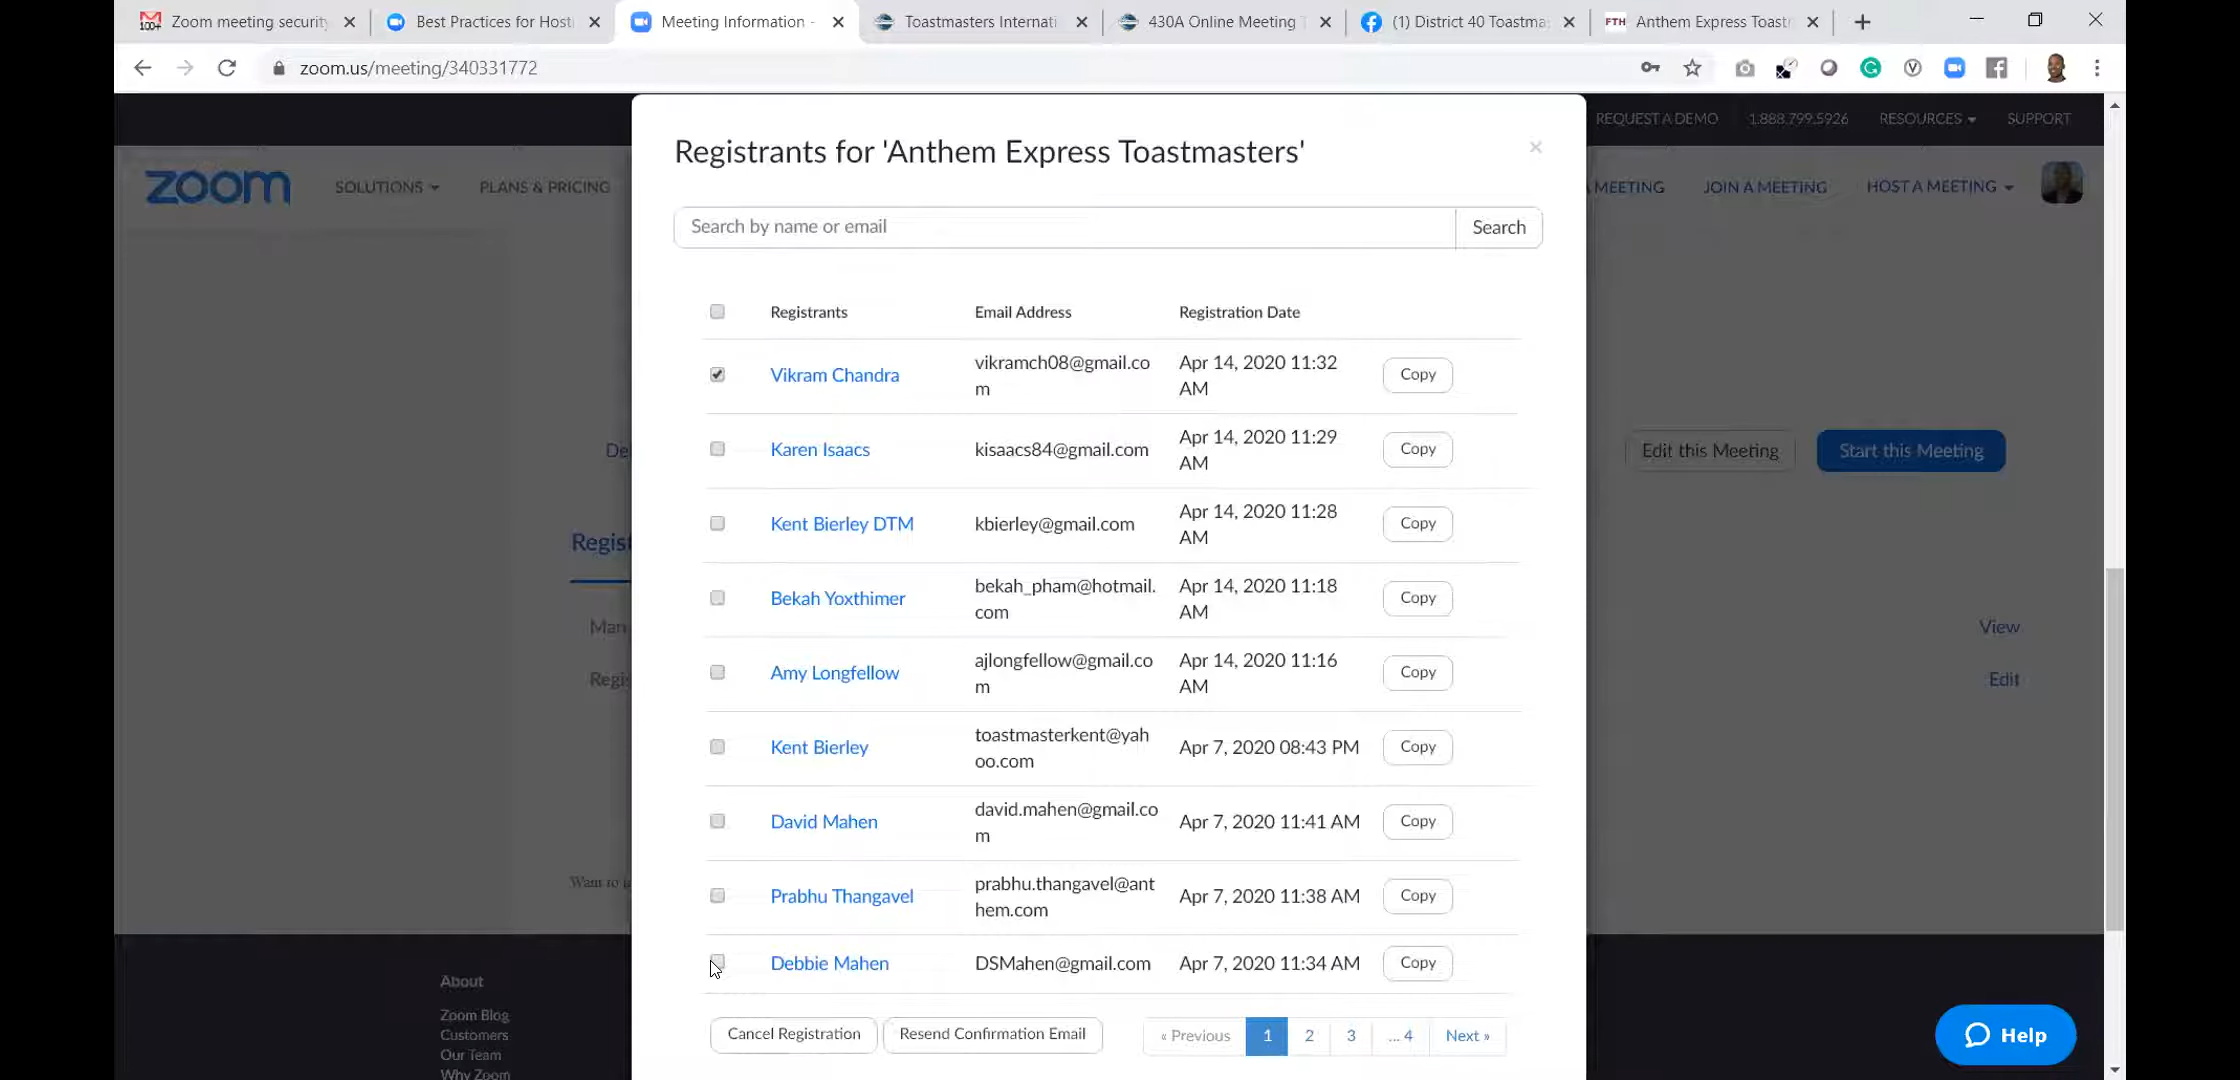 Zoom meeting security
Best Practices for Hosti
Meeting Information -
Toastmasters Internati
430A Online Meeting T
(1) District 40 Toastma
FTH Anthem Express Toastr
zoom.us/meeting/340331772
REQUEST A DEMO 1.888.799.5926 RESOURCES SUPPORT
zoom SOLUTIONS PLANS & PRICING
A MEETING JOIN A MEETING HOST A MEETING
Registrants for 'Anthem Express Toastmasters'
Search by name or email Search
Registrants Email Address Registration Date
Vikram Chandra vikramch08@gmail.co Apr 14, 2020 11:32 Copy
m AM
Karen Isaacs kisaacs84@gmail.com Apr 14, 2020 11:29 Copy
AM
Kent Bierley DTM kbierley@gmail.com Apr 14, 2020 11:28 Copy
AM
Bekah Yoxthimer bekah_pham@hotmail. Apr 14, 2020 11:18 Copy
com AM
Amy Longfellow ajlongfellow@gmail.co Apr 14, 2020 11:16 Copy
m AM
Kent Bierley toastmasterkent@yah Apr 7, 2020 08:43 PM Copy
oo.com
David Mahen david.mahen@gmail.co Apr 7, 2020 11:41 AM Copy
m
Prabhu Thangavel prabhu.thangavel@ant Apr 7, 2020 11:38 AM Copy
hem.com
Debbie Mahen DSMahen@gmail.com Apr 7, 2020 11:34 AM Copy
Cancel Registration Resend Confirmation Email « Previous 1 2 3 ... 4 Next »
De
Edit this Meeting Start this Meeting
Regist
Man View
Regis Edit
Want to
About
Zoom Blog
Customers
Our Team
Why Zoom
Help